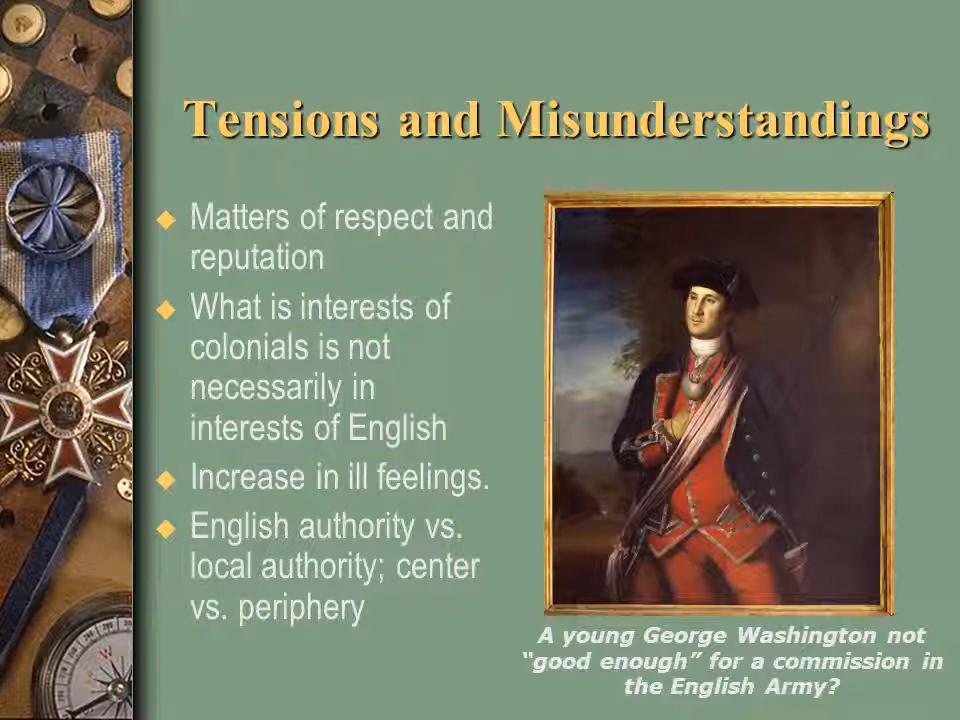 Tensions and Misunderstandings
Matters of respect and
reputation
What is interests of
colonials is not
necessarily in
interests of English
Increase in ill feelings.
English authority vs.
local authority; center
vs. periphery
A young George Washington not
“good enough” for a commission in
the English Army?